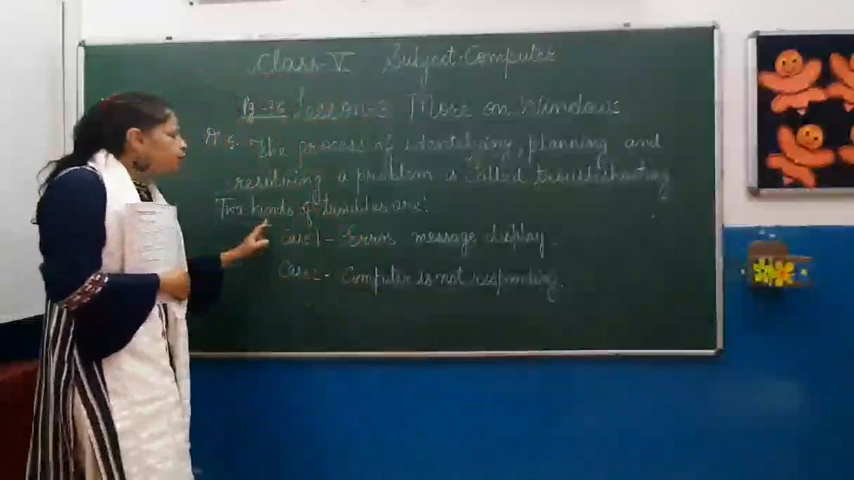 Class-V Subject-Computer
Pg-36 Lesson-3 More on Windows
A.6. The process of identifying, planning and
resolving a problem is called troubleshooting
Two kinds of troubles are:
Case1- Error message display.
Case2- Computer is not responding.